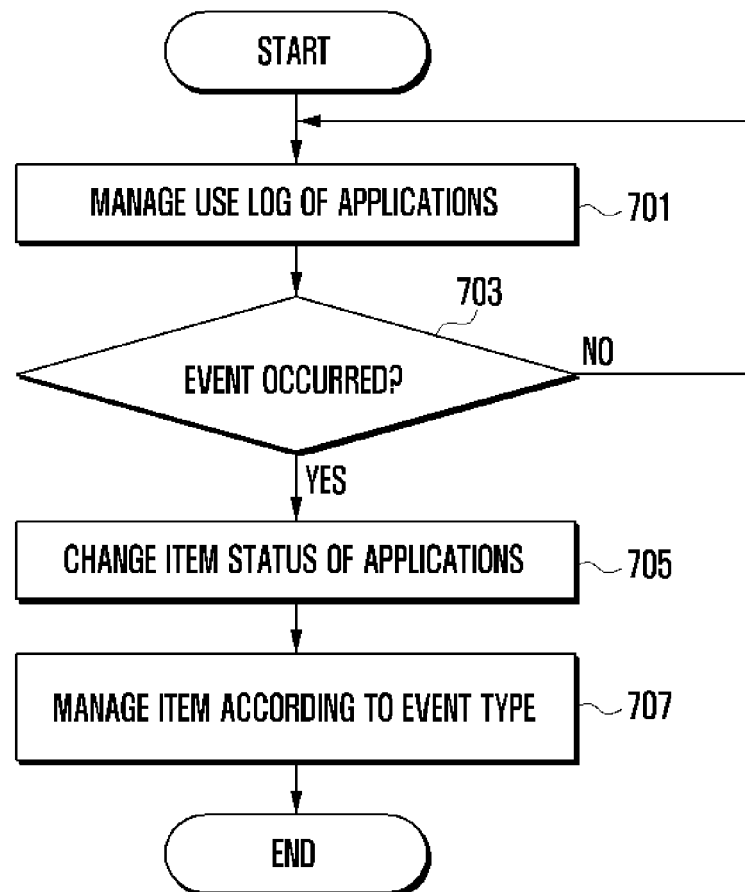 START
MANAGE USE LOG OF APPLICATIONS
701
703
EVENT OCCURRED?
NO
YES
CHANGE ITEM STATUS OF APPLICATIONS
705
MANAGE ITEM ACCORDING TO EVENT TYPE
707
END